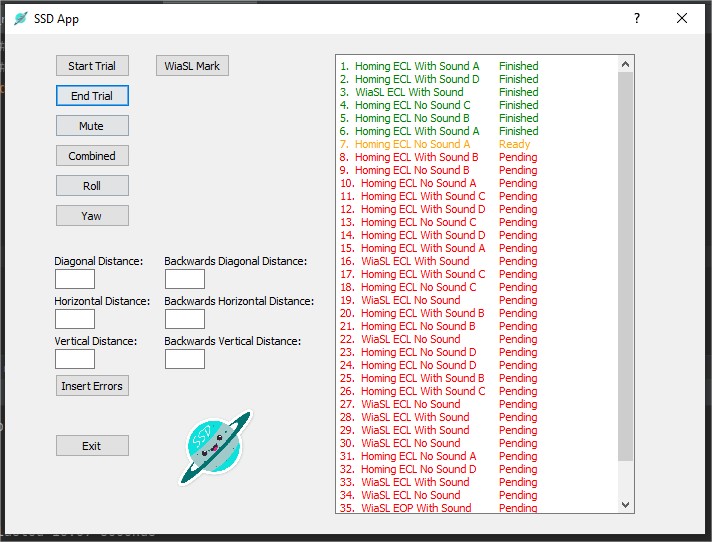 SSD App
?
Start Trial
WiaSL Mark
End Trial
Mute
Combined
Roll
Yaw
Diagonal Distance:
Backwards Diagonal Distance:
Horizontal Distance:
Backwards Horizontal Distance:
Vertical Distance:
Backwards Vertical Distance:
Insert Errors
Exit
SSD
1. Homing ECL With Sound A Finished
2. Homing ECL With Sound D Finished
3. WiaSL ECL With Sound Finished
4. Homing ECL No Sound C Finished
5. Homing ECL No Sound B Finished
6. Homing ECL With Sound A Finished
7. Homing ECL No Sound A Ready
8. Homing ECL With Sound B Pending
9. Homing ECL No Sound B Pending
10. Homing ECL No Sound A Pending
11. Homing ECL With Sound C Pending
12. Homing ECL With Sound D Pending
13. Homing ECL No Sound C Pending
14. Homing ECL With Sound D Pending
15. Homing ECL With Sound A Pending
16. WiaSL ECL With Sound Pending
17. Homing ECL With Sound C Pending
18. Homing ECL No Sound C Pending
19. WiaSL ECL No Sound Pending
20. Homing ECL With Sound B Pending
21. Homing ECL No Sound B Pending
22. WiaSL ECL No Sound Pending
23. Homing ECL No Sound D Pending
24. Homing ECL No Sound D Pending
25. Homing ECL With Sound B Pending
26. Homing ECL With Sound C Pending
27. WiaSL ECL No Sound Pending
28. WiaSL ECL With Sound Pending
29. WiaSL ECL With Sound Pending
30. WiaSL ECL No Sound Pending
31. Homing ECL No Sound A Pending
32. Homing ECL No Sound D Pending
33. WiaSL ECL With Sound Pending
34. WiaSL ECL No Sound Pending
35. WiaSL EOP With Sound Pending